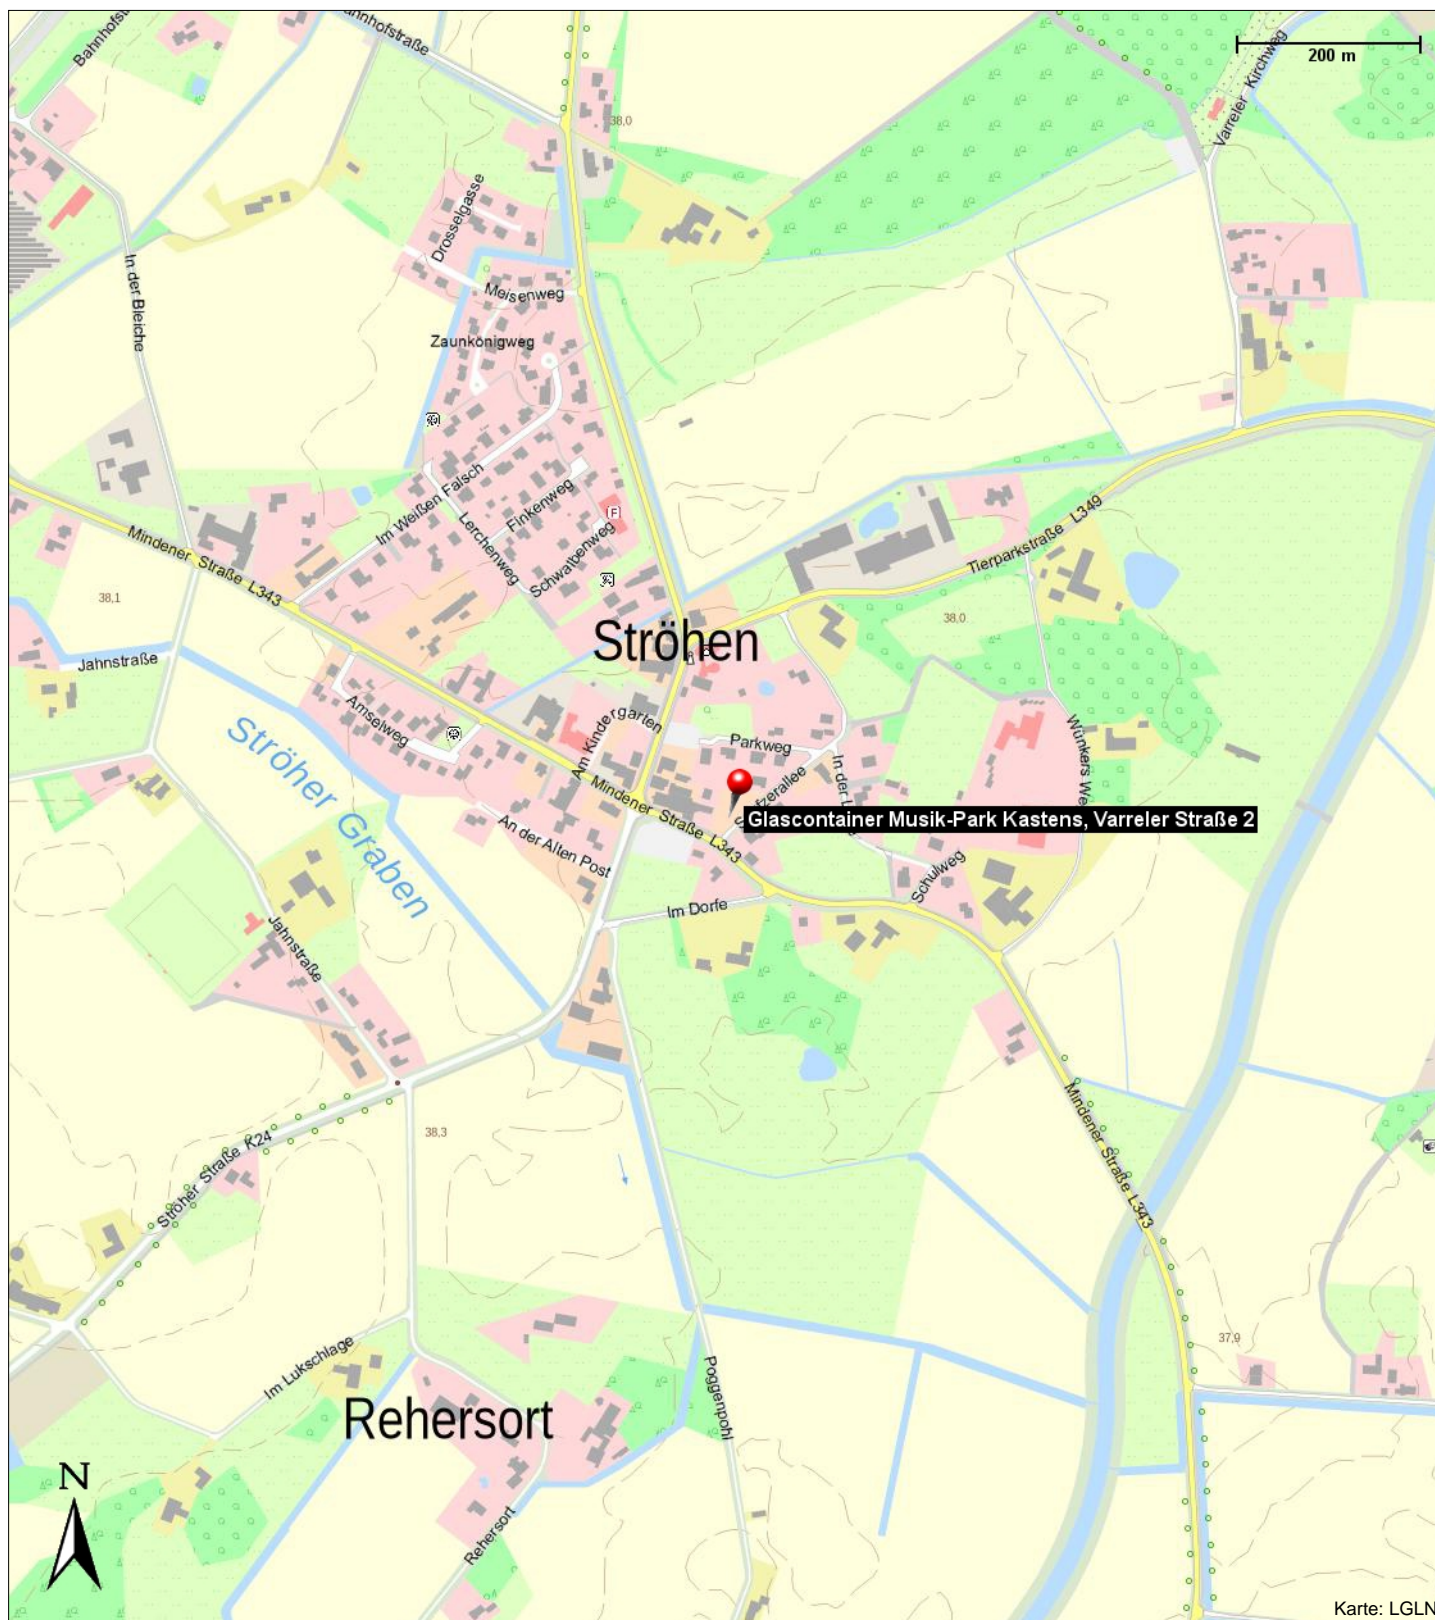 Bahnhofstraße
200 m
Varreler Kirchweg
38,0
Drosselgasse
In der Bleiche
Meisenweg
Zaunkönigweg
Im Weißen Falsch
Finkenweg
Lerchenweg
Schwalbenweg
F
Mindener Straße L343
Tierparkstraße L349
38,1
38,0
Ströhen
Jahnstraße
Amselweg
Am Kindergarten
Parkweg
Wünkers
Ströher Graben
In der
Mindener Straße L343
Glascontainer Musik-Park Kastens, Varreler Straße 2
An der Alten Post
Schulweg
Im Dorfe
Jahnstraße
Mindener Straße L343
38,3
Ströher Straße K24
37,9
Im Lukschlage
Poggenpohl
Rehersort
N
Rehersort
Karte: LGLN